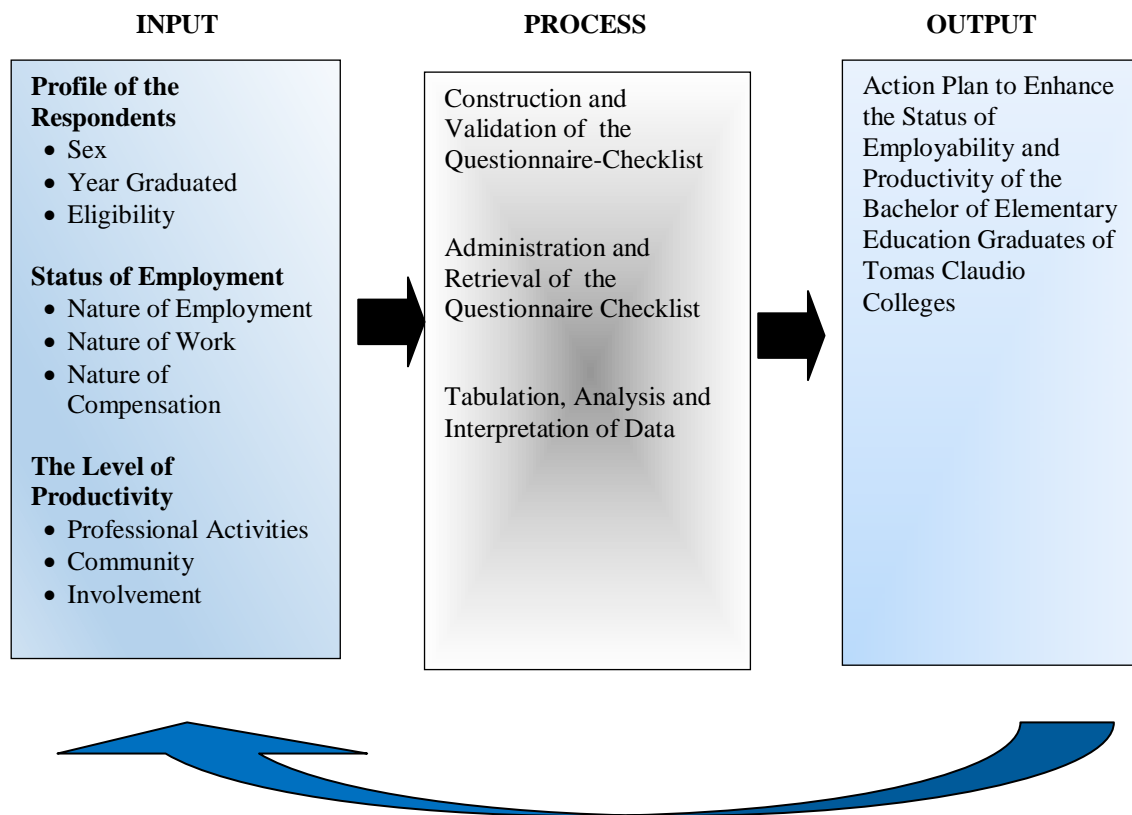 INPUT
PROCESS
OUTPUT
Profile of the
Respondents
• Sex
• Year Graduated
• Eligibility
Status of Employment
• Nature of Employment
• Nature of Work
• Nature of
Compensation
The Level of
Productivity
• Professional Activities
• Community
• Involvement
Construction and
Validation of the
Questionnaire-Checklist
Administration and
Retrieval of the
Questionnaire Checklist
Tabulation, Analysis and
Interpretation of Data
Action Plan to Enhance
the Status of
Employability and
Productivity of the
Bachelor of Elementary
Education Graduates of
Tomas Claudio
Colleges